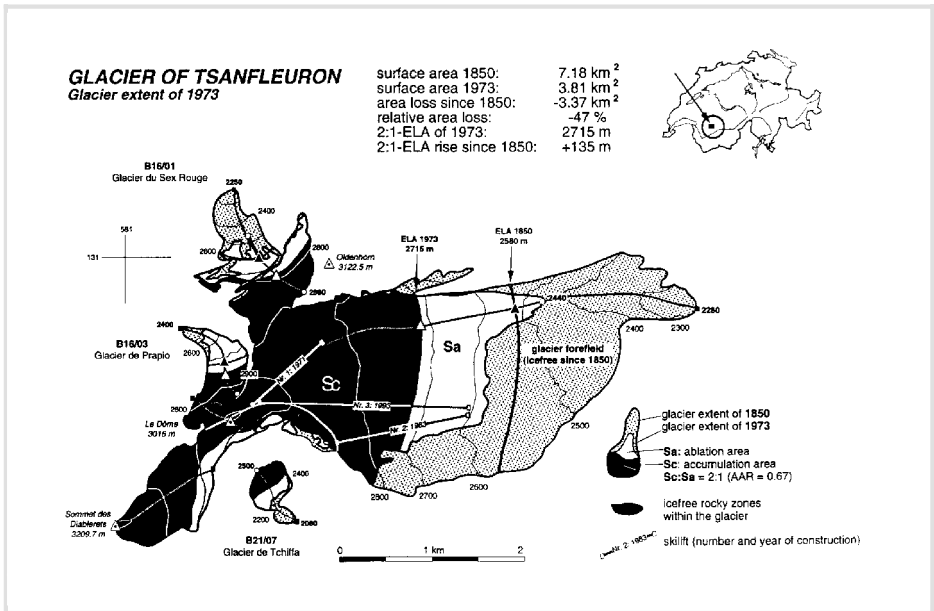 GLACIER OF TSANFLEURON
Glacier extent of 1973
surface area 1850: 7.18 km²
surface area 1973: 3.81 km²
area loss since 1850: -3.37 km²
relative area loss: -47 %
2:1-ELA of 1973: 2715 m
2:1-ELA rise since 1850: +135 m
B16/01
Glacier du Sex Rouge
2250
2400
581
131
2600
2800
Oldenhorn
3122.5 m
ELA 1973
2715 m
ELA 1850
2580 m
2440
2400
2300
2280
2400
B16/03
Glacier de Prapio
2600
2900
Sa
glacier forefield
(icefree since 1850)
Sc
Nr. 3: 1993
Nr. 2: 1983
Le Dôme
3016 m
2500
2800
2700
2600
2400
2200
Sommet des
Diablerets
3209.7 m
B21/07
Glacier de Tchiffa
0 1 km 2
glacier extent of 1850
glacier extent of 1973
Sa: ablation area
Sc: accumulation area
Sc:Sa = 2:1 (AAR = 0.67)
icefree rocky zones
within the glacier
Nr. 2: 1983
skilift (number and year of construction)